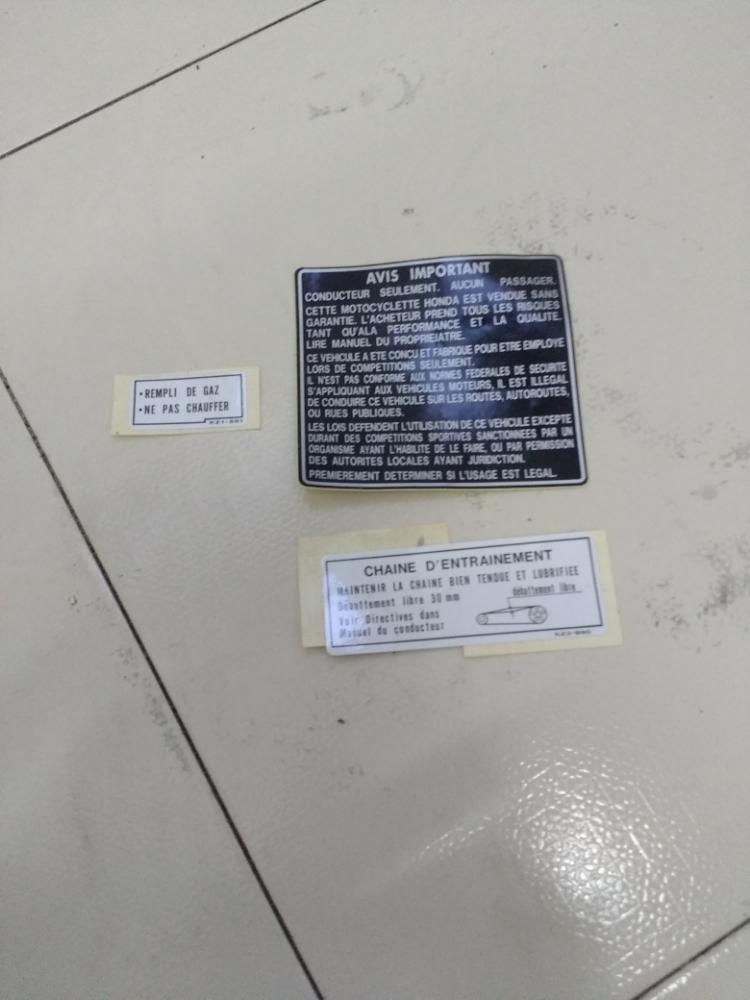 AVIS IMPORTANT
CONDUCTEUR SEULEMENT. AUCUN PASSAGER.
CETTE MOTOCYCLETTE HONDA EST VENDUE SANS
GARANTIE. L'ACHETEUR PREND TOUS LES RISQUES
TANT QU'ALA PERFORMANCE ET LA QUALITE.
LIRE MANUEL DU PROPRIEIATRE.
CE VEHICULE A ETE CONCU ET FABRIQUE POUR ETRE EMPLOYE
LORS DE COMPETITIONS SEULEMENT.
IL N'EST PAS CONFORME AUX NORMES FEDERALES DE SECURITE
S'APPLIQUANT AUX VEHICULES MOTEURS, IL EST ILLEGAL
DE CONDUIRE CE VEHICULE SUR LES ROUTES, AUTOROUTES,
OU RUES PUBLIQUES.
LES LOIS DEFENDENT L'UTILISATION DE CE VEHICULE EXCEPTE
DURANT DES COMPETITIONS SPORTIVES SANCTIONNEES PAR UN
ORGANISME AYANT L'HABILITE DE LE FAIRE, OU PAR PERMISSION
DES AUTORITES LOCALES AYANT JURIDICTION.
PREMIEREMENT DETERMINER SI L'USAGE EST LEGAL.
•REMPLI DE GAZ
•NE PAS CHAUFFER
CHAINE D'ENTRAINEMENT
MAINTENIR LA CHAINE BIEN TENDUE ET LUBRIFIEE
Débattement libre 30 mm
débattement libre
Voir Directives dans
Manuel du conducteur